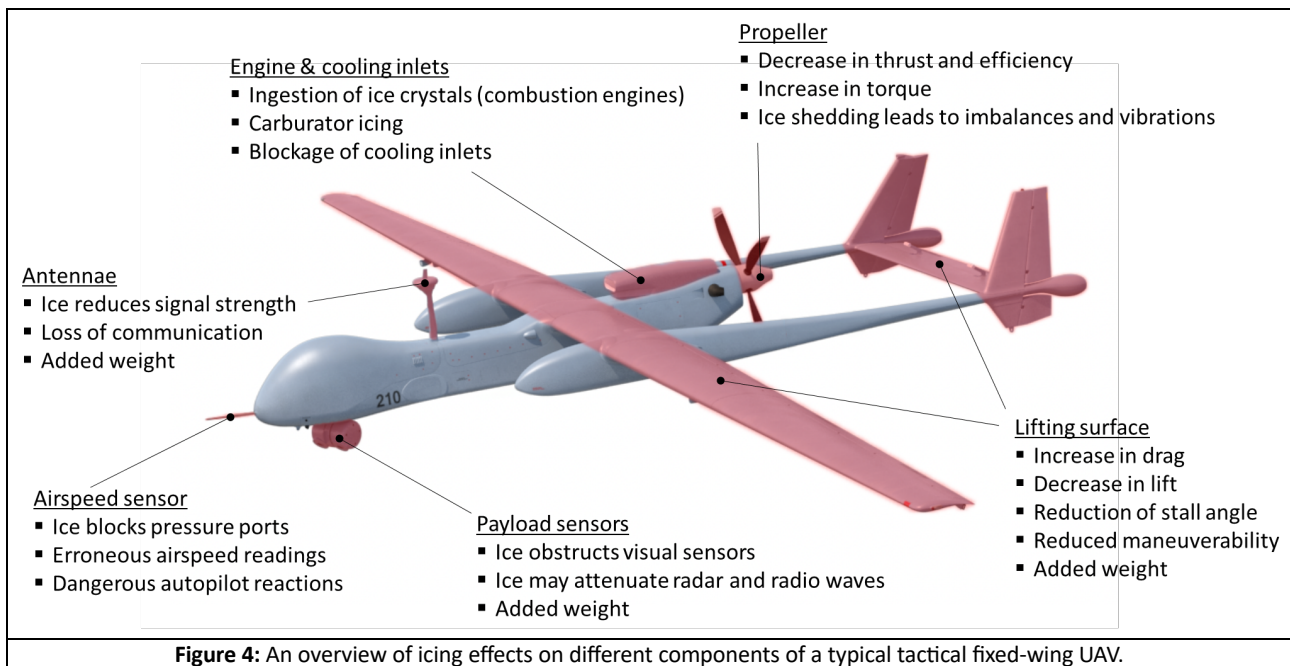 Propeller
▪ Decrease in thrust and efficiency
▪ Increase in torque
▪ Ice shedding leads to imbalances and vibrations
Engine & cooling inlets
▪ Ingestion of ice crystals (combustion engines)
▪ Carburator icing
▪ Blockage of cooling inlets
Antennae
▪ Ice reduces signal strength
▪ Loss of communication
▪ Added weight
210
Airspeed sensor
▪ Ice blocks pressure ports
▪ Erroneous airspeed readings
▪ Dangerous autopilot reactions
Payload sensors
▪ Ice obstructs visual sensors
▪ Ice may attenuate radar and radio waves
▪ Added weight
Lifting surface
▪ Increase in drag
▪ Decrease in lift
▪ Reduction of stall angle
▪ Reduced maneuverability
▪ Added weight
Figure 4: An overview of icing effects on different components of a typical tactical fixed-wing UAV.